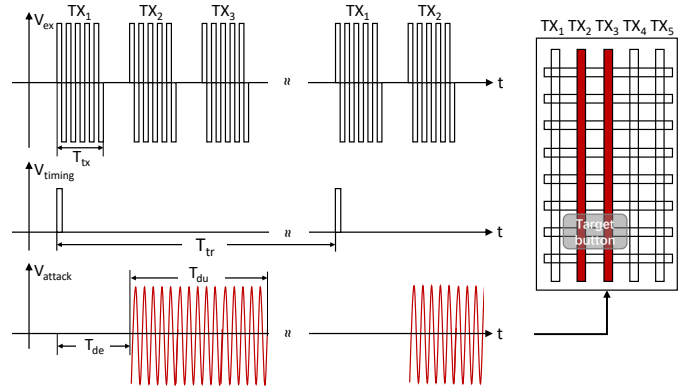 V_ex TX_1 TX_2 TX_3 TX_1 TX_2
t
T_tx
V_timing
T_tr
t
V_attack
T_du
T_de
t
TX_1 TX_2 TX_3 TX_4 TX_5
Target
button